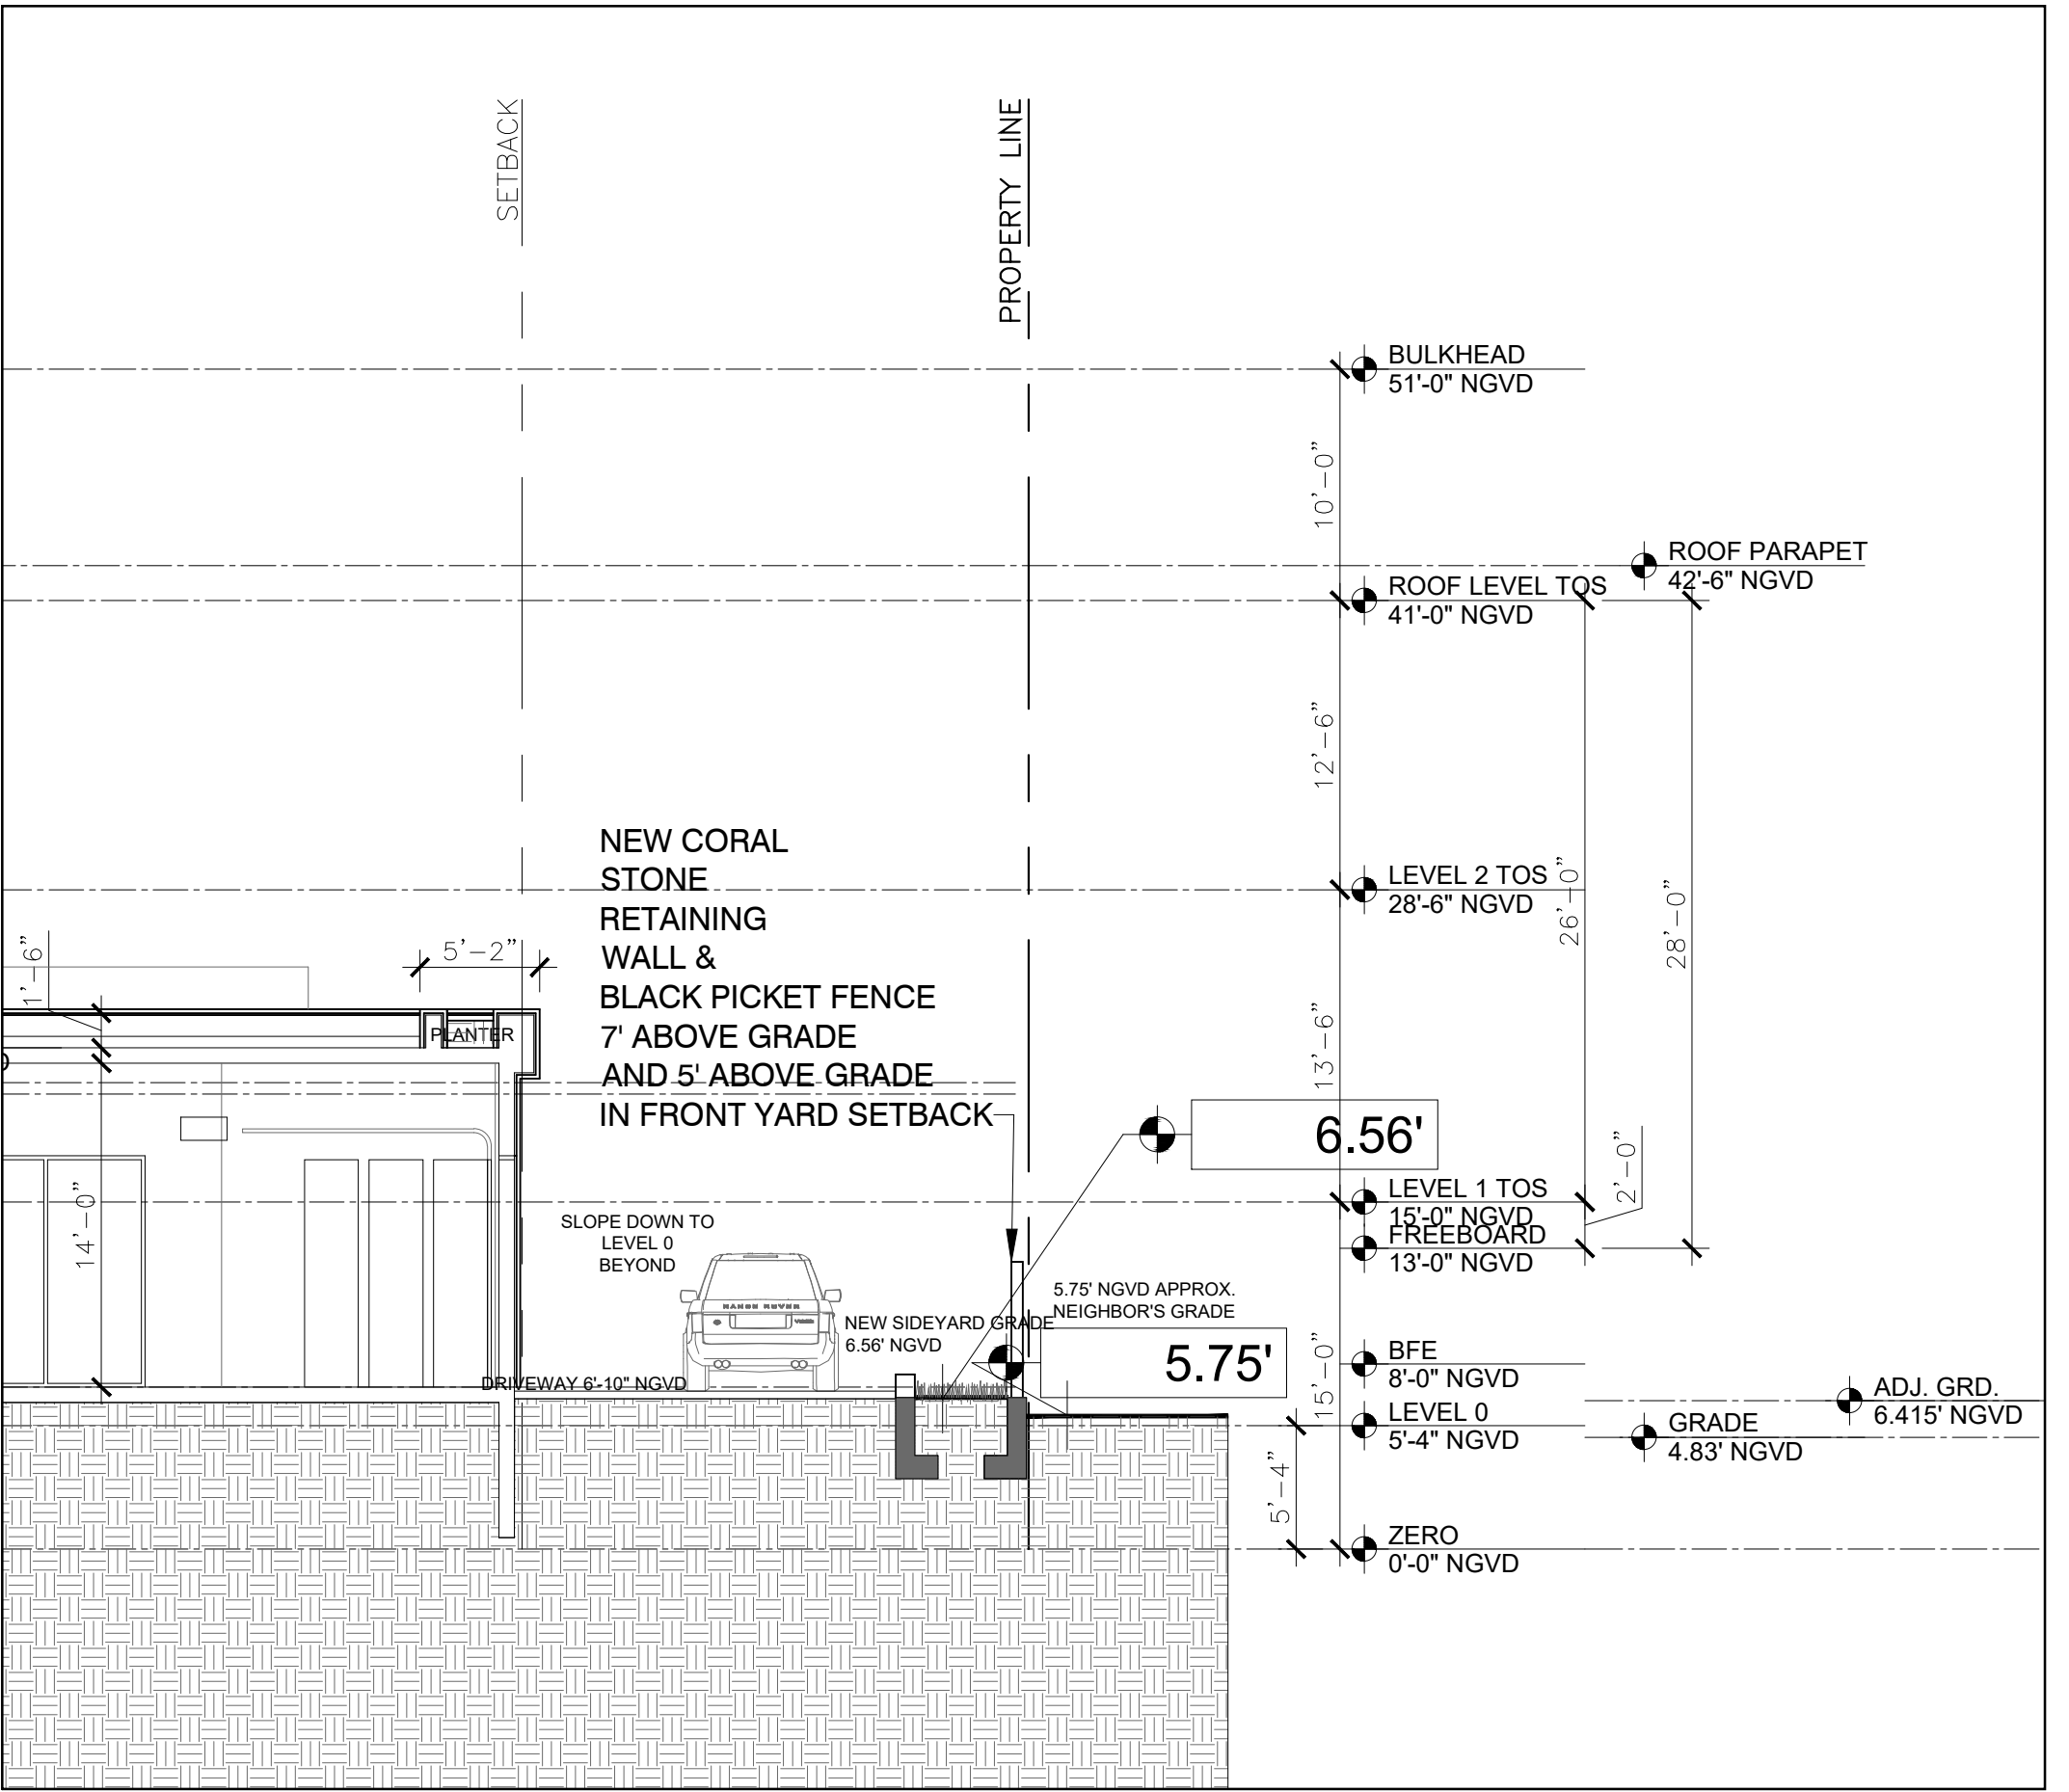 SETBACK
PROPERTY LINE
BULKHEAD
51'-0" NGVD
10'-0"
ROOF PARAPET
42'-6" NGVD
ROOF LEVEL TOS
41'-0" NGVD
12'-6"
NEW CORAL
STONE
RETAINING
WALL &
BLACK PICKET FENCE
7' ABOVE GRADE
AND 5' ABOVE GRADE
IN FRONT YARD SETBACK
LEVEL 2 TOS
28'-6" NGVD
26'-0"
28'-0"
1'-6"
5'-2"
PLANTER
13'-6"
6.56'
14'-0"
LEVEL 1 TOS
15'-0" NGVD
2'-0"
FREEBOARD
13'-0" NGVD
SLOPE DOWN TO
LEVEL 0
BEYOND
RANGE ROVER
5.75' NGVD APPROX.
NEIGHBOR'S GRADE
NEW SIDEYARD GRADE
6.56' NGVD
5.75'
15'-0"
BFE
8'-0" NGVD
DRIVEWAY 6'-10" NGVD
ADJ. GRD.
6.415' NGVD
LEVEL 0
5'-4" NGVD
GRADE
4.83' NGVD
5'-4"
ZERO
0'-0" NGVD